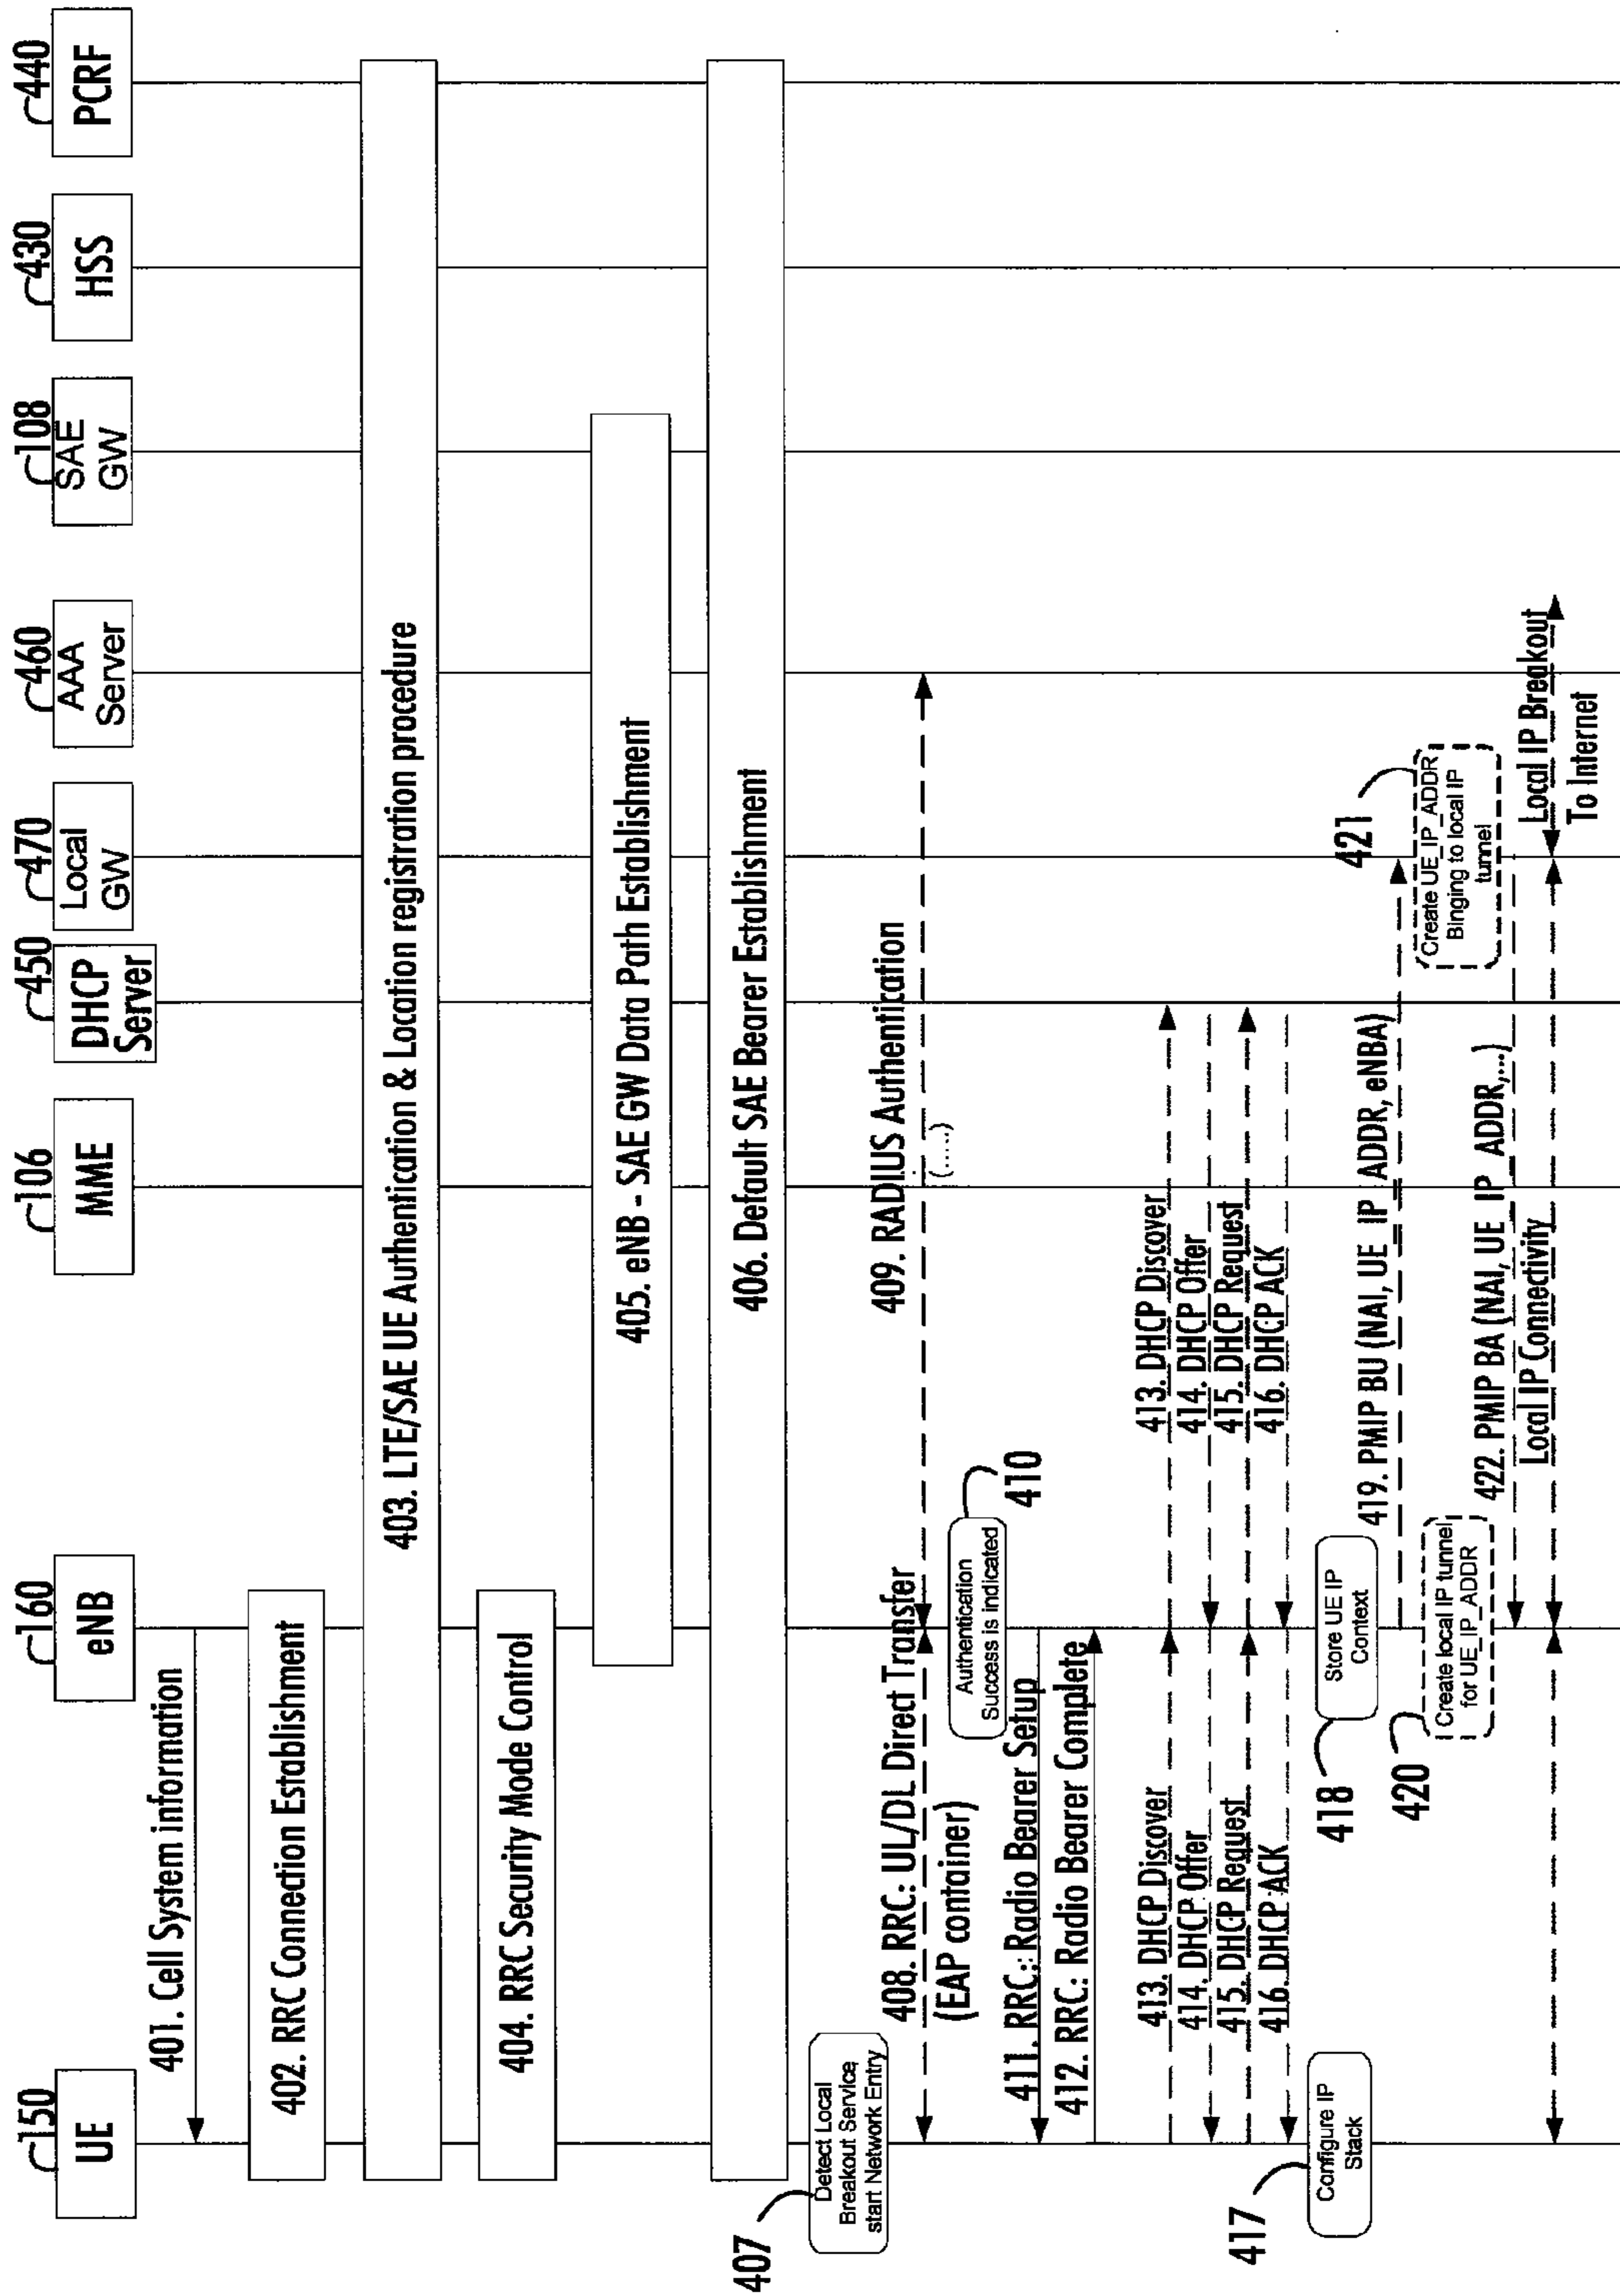 150
UE
160
eNB
106
MME
450
DHCP
Server
470
Local
GW
460
AAA
Server
108
SAE
GW
430
HSS
440
PCRF
401. Cell System information
402. RRC Connection Establishment
403. LTE/SAE UE Authentication & Location registration procedure
404. RRC Security Mode Control
405. eNB - SAE GW Data Path Establishment
406. Default SAE Bearer Establishment
407
Detect Local
Breakout Service
start Network Entry
408. RRC: UL/DL Direct Transfer
(EAP container)
409. RADIUS Authentication
(.....)
Authentication
Success is indicated
410
411. RRC: Radio Bearer Setup
412. RRC: Radio Bearer Complete
413. DHCP Discover
413. DHCP Discover
414. DHCP Offer
414. DHCP Offer
415. DHCP Request
415. DHCP Request
416. DHCP ACK
416. DHCP ACK
417
Configure IP
Stack
418
Store UE IP
Context
419. PMIP BU (NAI, UE_IP_ADDR, eNBA)
420
Create local IP tunnel
for UE_IP_ADDR
421
Create UE_IP_ADDR
Binging to local IP
tunnel
422. PMIP BA (NAI, UE_IP_ADDR,...)
Local IP Connectivity
Local IP Breakout
To Internet